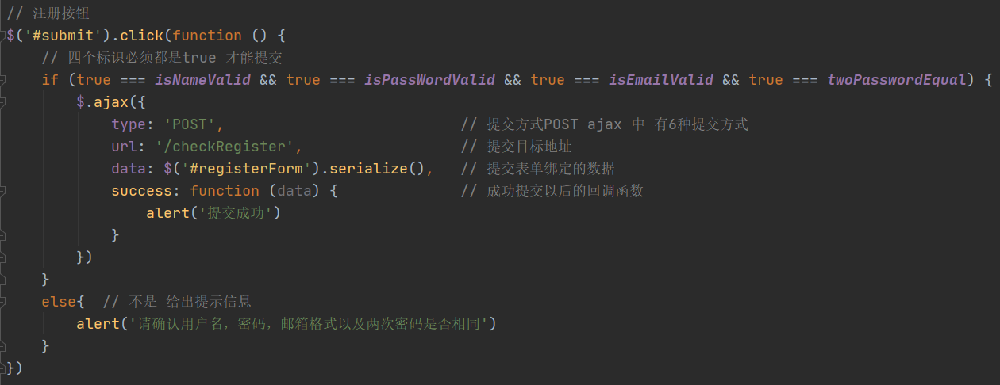 // 注册按钮
$('#submit').click(function () {
    // 四个标识必须都是true 才能提交
    if (true === isNameValid && true === isPassWordValid && true === isEmailValid && true === twoPasswordEqual) {
        $.ajax({
            type: 'POST',                           // 提交方式POST ajax 中 有6种提交方式
            url: '/checkRegister',                  // 提交目标地址
            data: $('#registerForm').serialize(),   // 提交表单绑定的数据
            success: function (data) {              // 成功提交以后的回调函数
                alert('提交成功')
            }
        })
    }
    else{  // 不是 给出提示信息
        alert('请确认用户名，密码，邮箱格式以及两次密码是否相同')
    }
})